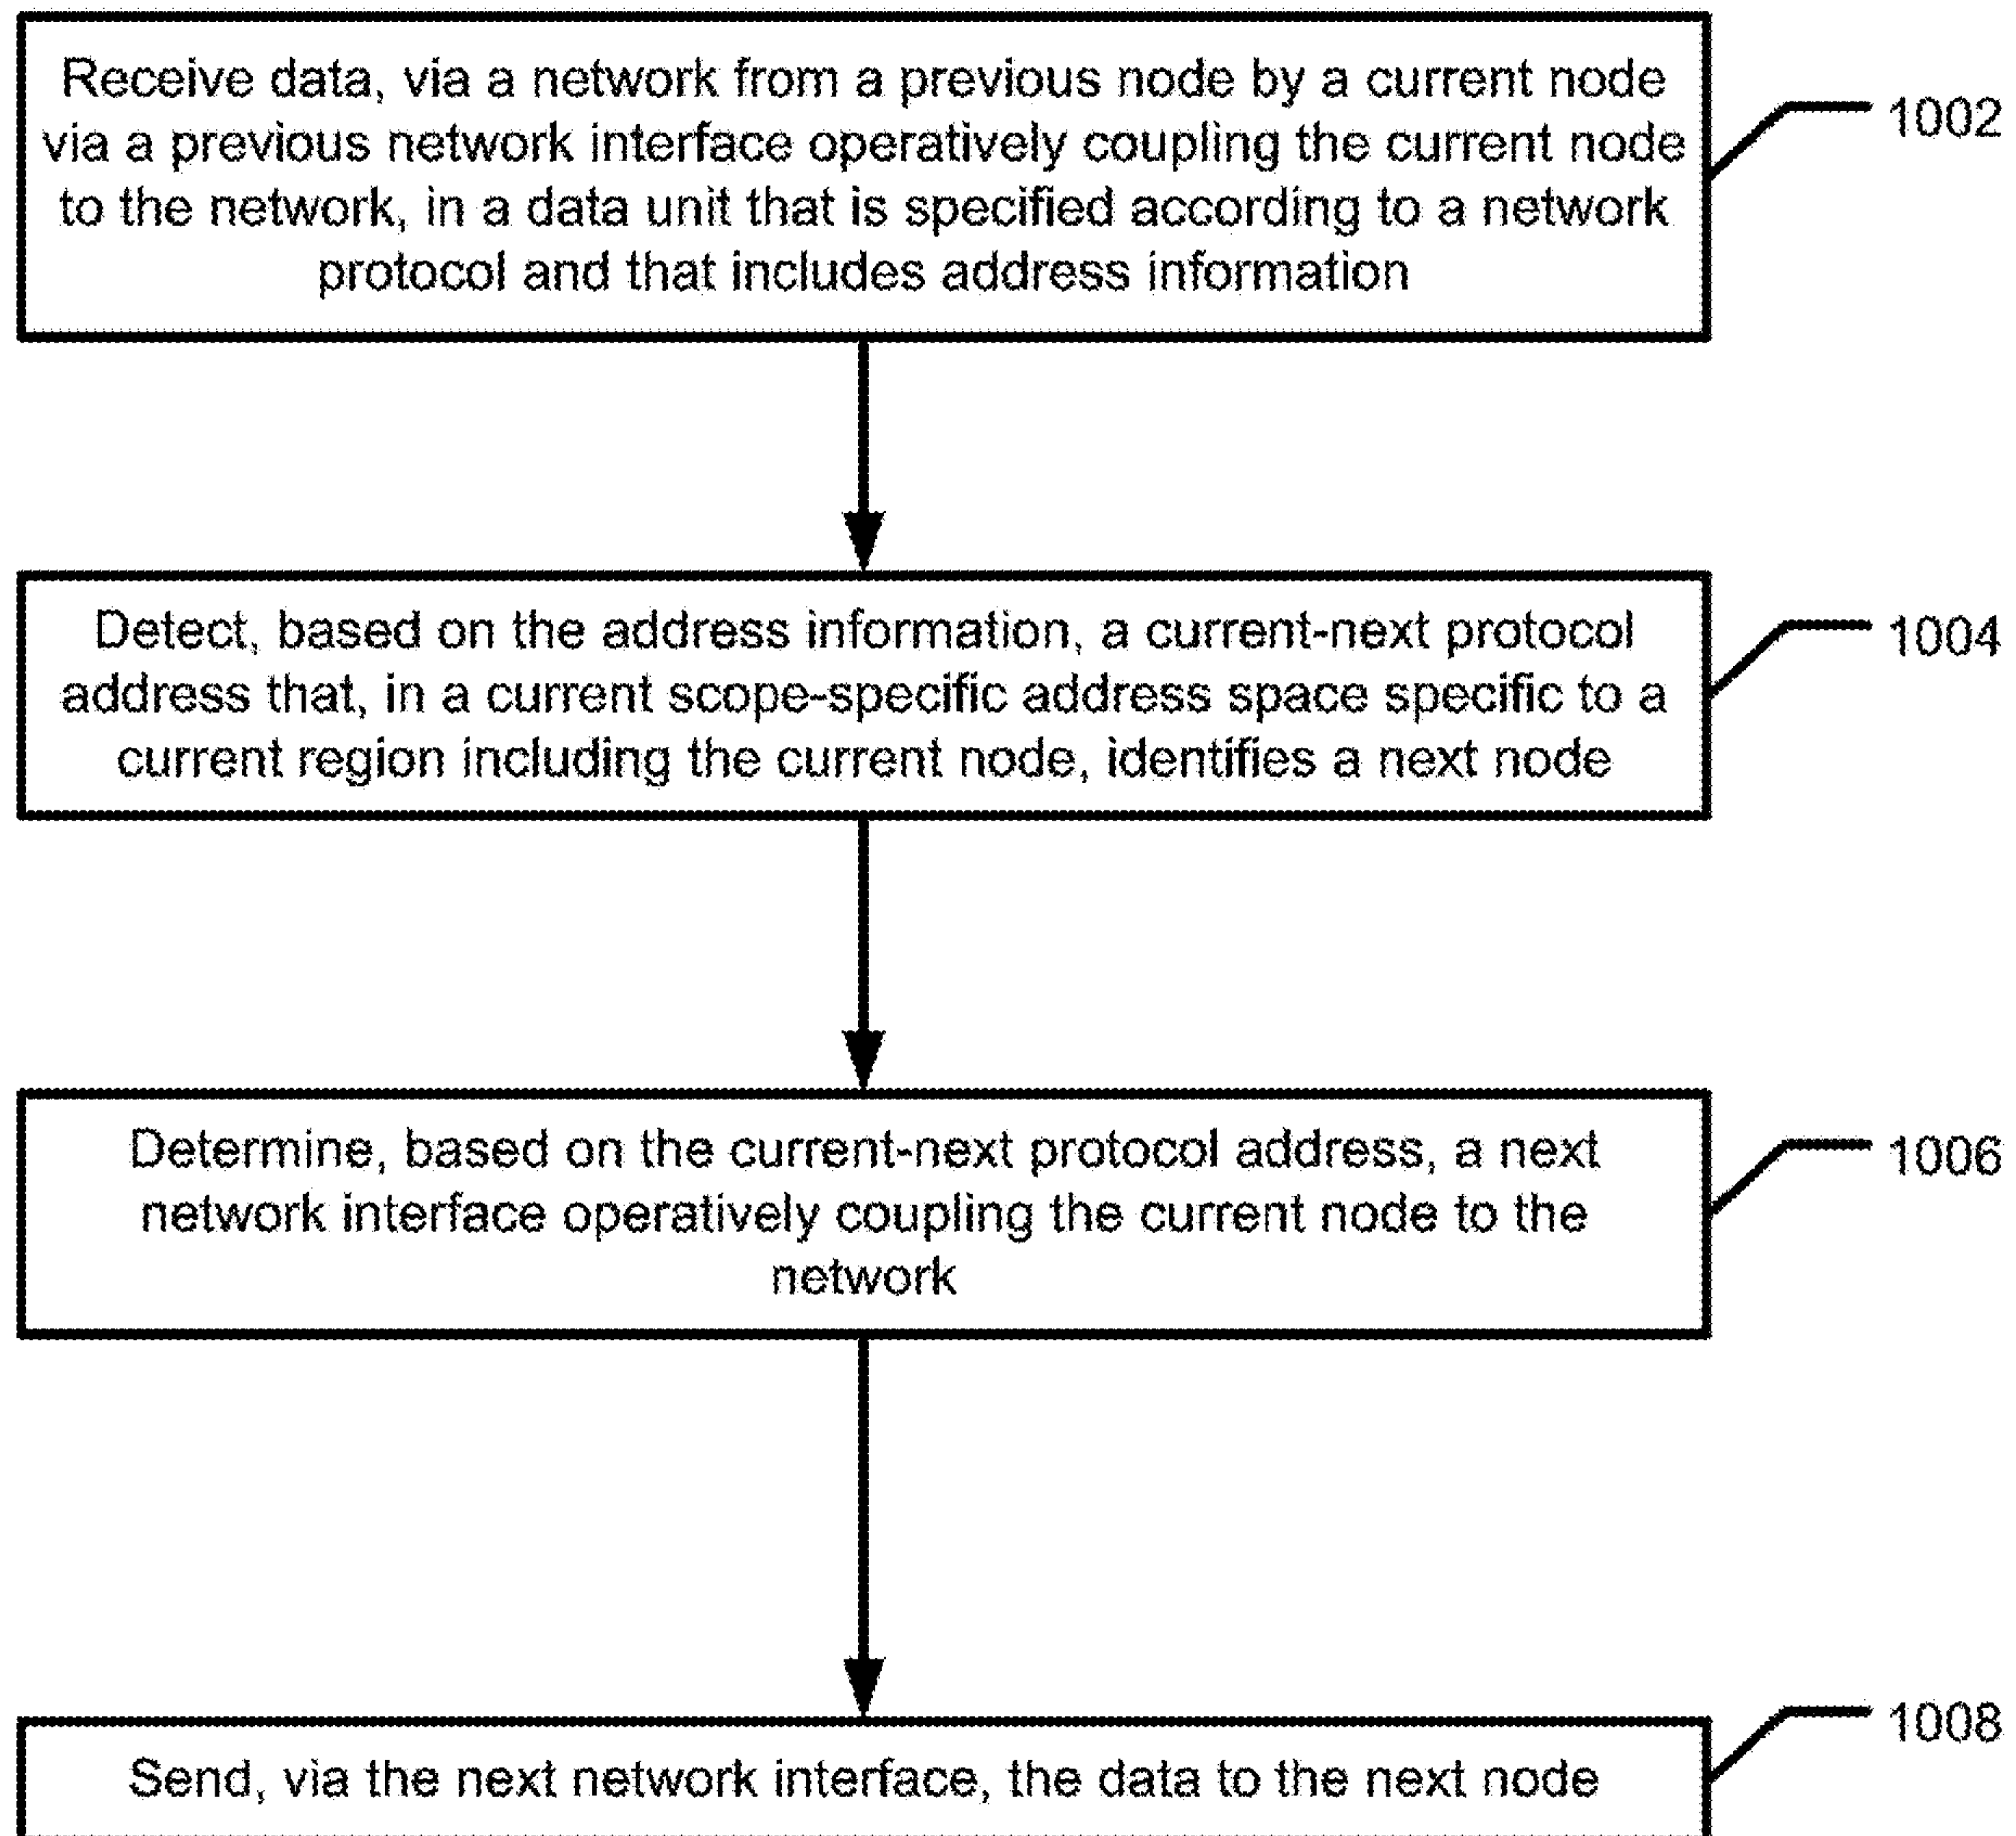 Receive data, via a network from a previous node by a current node
via a previous network interface operatively coupling the current node
to the network, in a data unit that is specified according to a network
protocol and that includes address information
1002
Detect, based on the address information, a current-next protocol
address that, in a current scope-specific address space specific to a
current region including the current node, identifies a next node
1004
Determine, based on the current-next protocol address, a next
network interface operatively coupling the current node to the
network
1006
Send, via the next network interface, the data to the next node
1008